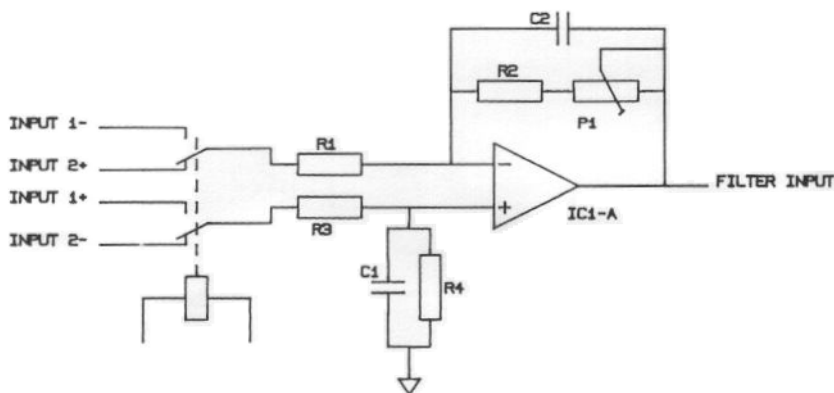 C2
R2
P1
INPUT 1-
INPUT 2+
INPUT 1+
INPUT 2-
R1
R3
-
+
IC1-A
FILTER INPUT
C1
R4